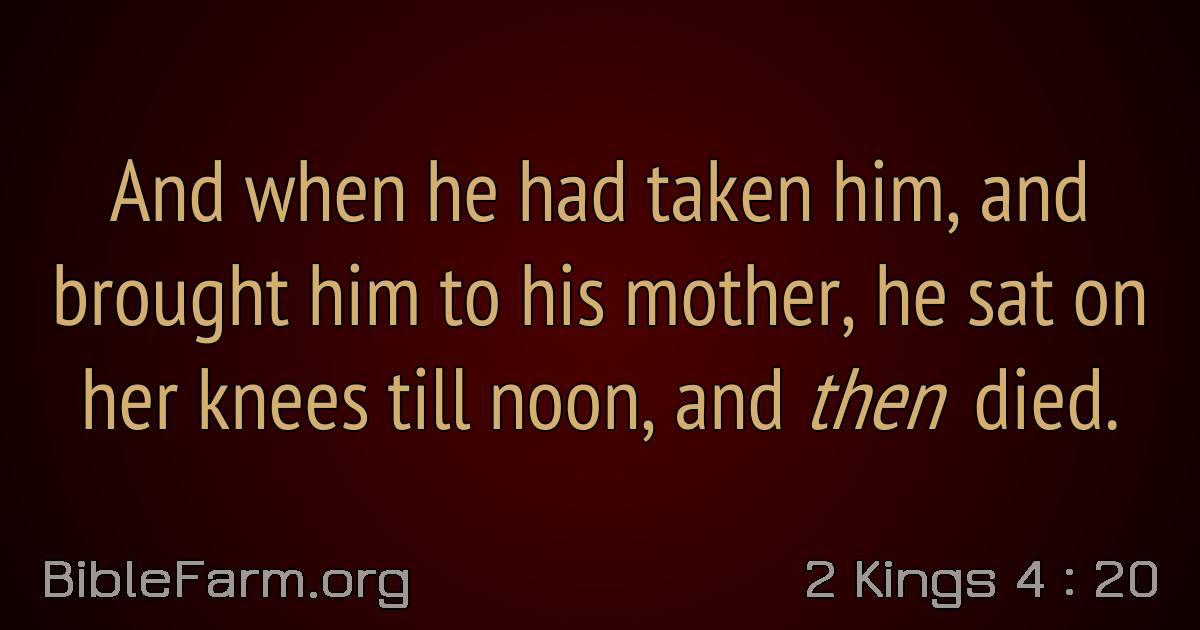 And when he had taken him, and
brought him to his mother, he sat on
her knees till noon, and then died.
BibleFarm.org
2 Kings 4 : 20